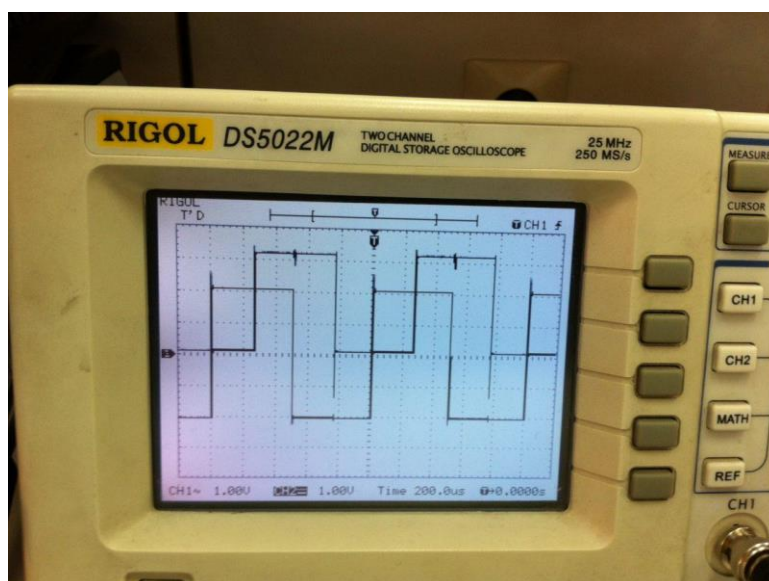 RIGOL DS5022M TWO CHANNEL 25 MHz
DIGITAL STORAGE OSCILLOSCOPE 250 MS/s
RIGOL
T'D
CH1
T
MEASURE
CURSOR
CH1
CH2
MATH
REF
CH1
CH1~ 1.00V CH2= 1.00V Time 200.0us T→0.0000s